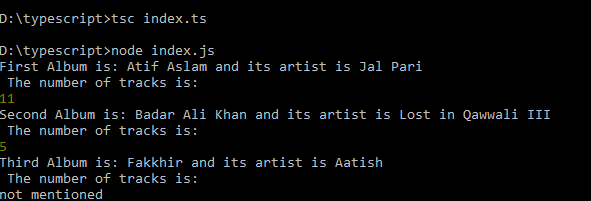 D:\typescript>tsc index.ts
D:\typescript>node index.js
First Album is: Atif Aslam and its artist is Jal Pari
The number of tracks is:
11
Second Album is: Badar Ali Khan and its artist is Lost in Qawwali III
The number of tracks is:
5
Third Album is: Fakkhir and its artist is Aatish
The number of tracks is:
not mentioned